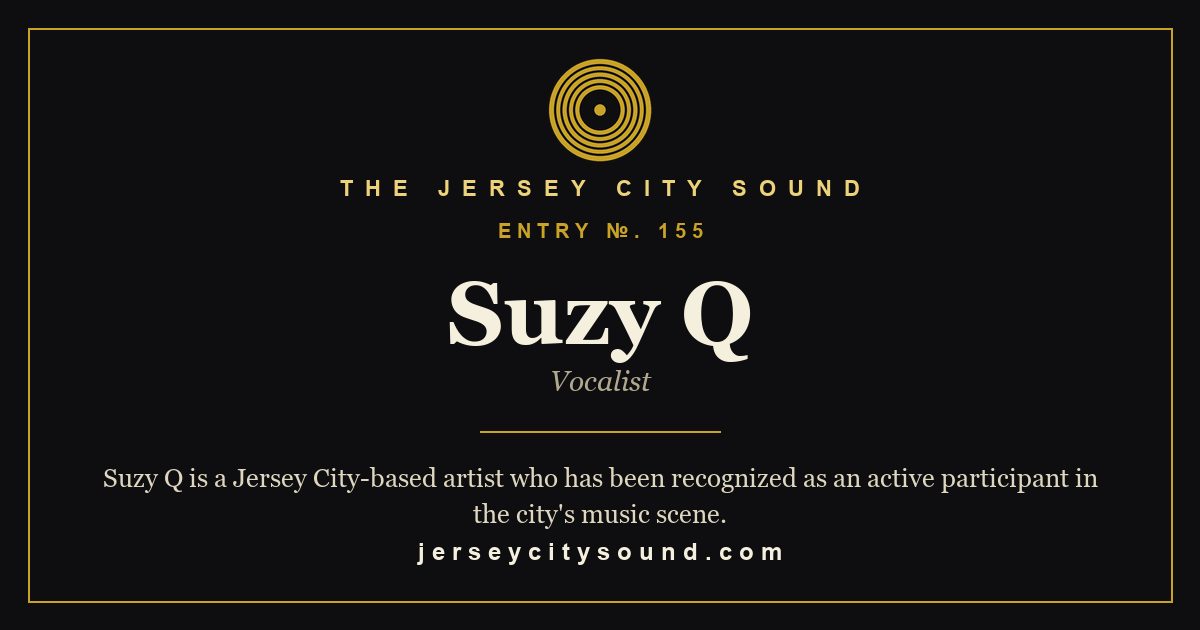 THE JERSEY CITY SOUND
ENTRY №. 155
Suzy Q
Vocalist
Suzy Q is a Jersey City-based artist who has been recognized as an active participant in
the city's music scene.
jerseycitysound.com